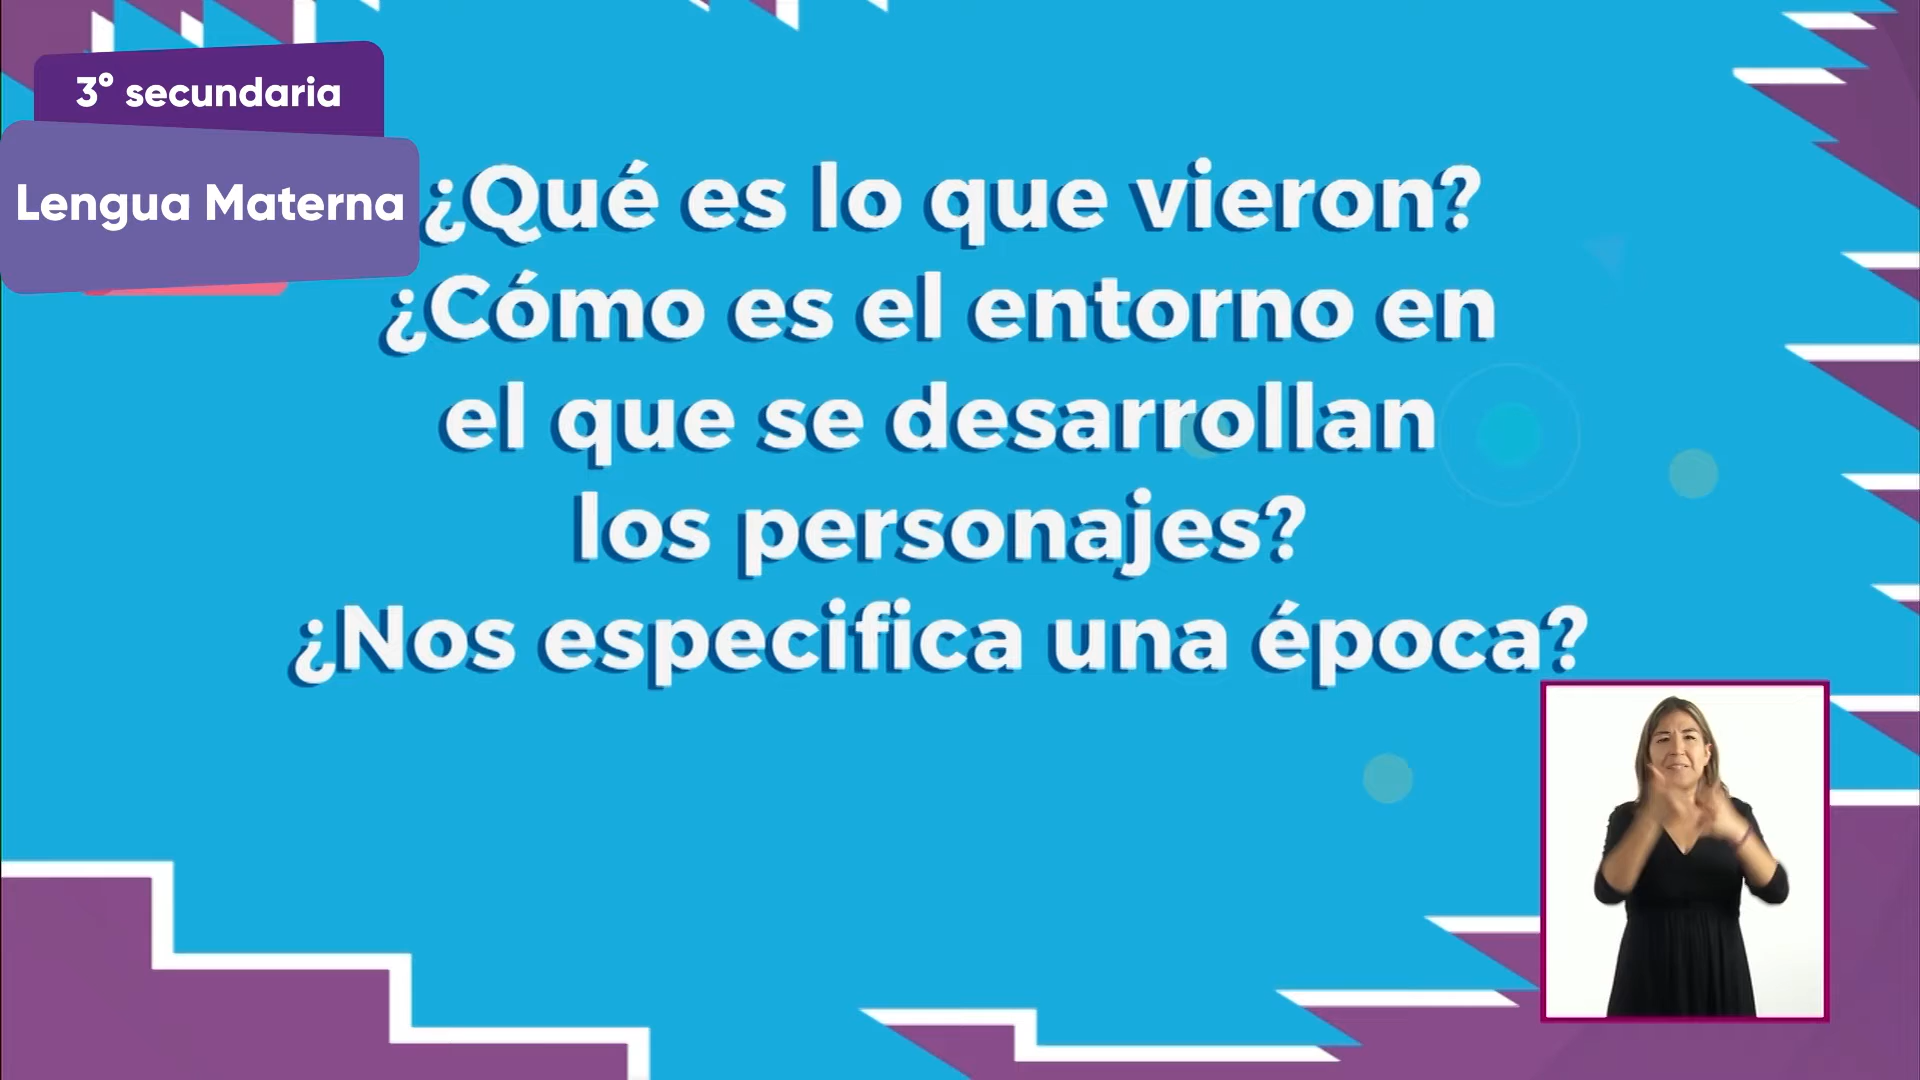 3° secundaria
Lengua Materna
¿Qué es lo que vieron?
¿Cómo es el entorno en
el que se desarrollan
los personajes?
¿Nos especifica una época?